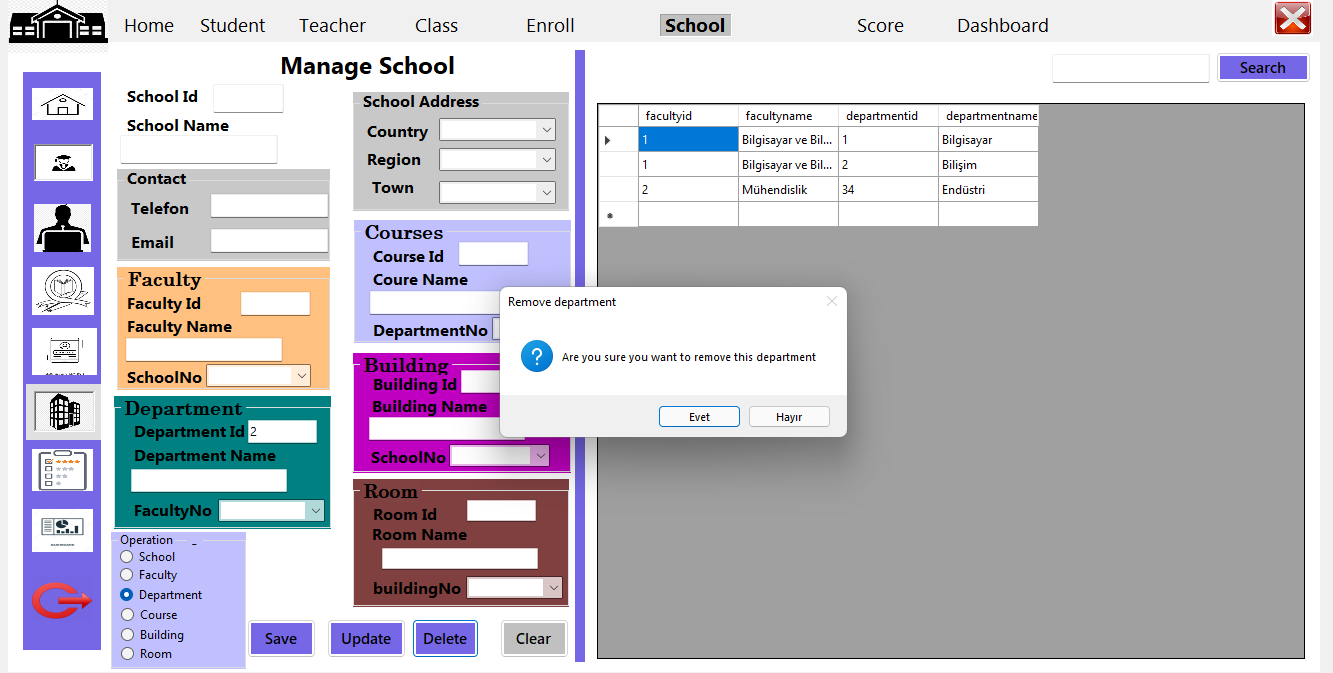 Home Student Teacher Class Enroll School Score Dashboard
Manage School
Search
School Id
School Name
Contact
Telefon
Email
Faculty
Faculty Id
Faculty Name
SchoolNo
Department
Department Id 2
Department Name
FacultyNo
Operation
School
Faculty
Department
Course
Building
Room
School Address
Country
Region
Town
Courses
Course Id
Coure Name
DepartmentNo
Building
Building Id
Building Name
SchoolNo
Room
Room Id
Room Name
buildingNo
Save Update Delete Clear
facultyid facultyname departmentid departmentname
1 Bilgisayar ve Bil... 1 Bilgisayar
1 Bilgisayar ve Bil... 2 Bilişim
2 Mühendislik 34 Endüstri
Remove department
Are you sure you want to remove this department
Evet Hayır